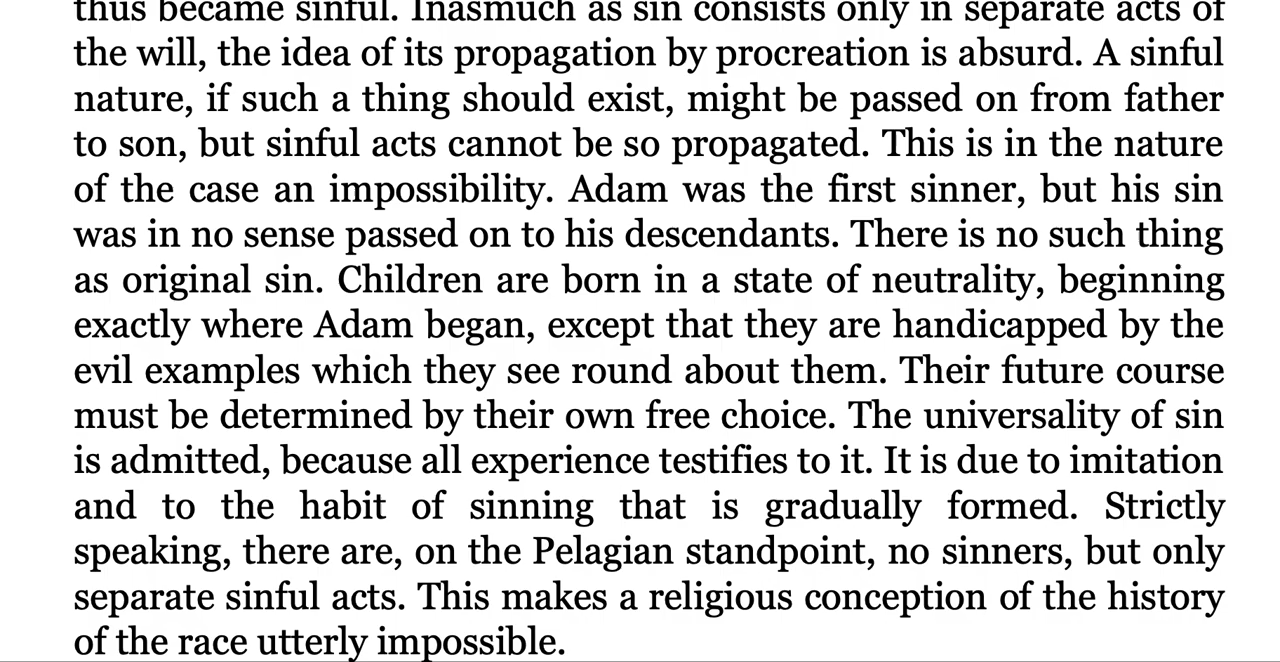 thus became sinful. Inasmuch as sin consists only in separate acts of
the will, the idea of its propagation by procreation is absurd. A sinful
nature, if such a thing should exist, might be passed on from father
to son, but sinful acts cannot be so propagated. This is in the nature
of the case an impossibility. Adam was the first sinner, but his sin
was in no sense passed on to his descendants. There is no such thing
as original sin. Children are born in a state of neutrality, beginning
exactly where Adam began, except that they are handicapped by the
evil examples which they see round about them. Their future course
must be determined by their own free choice. The universality of sin
is admitted, because all experience testifies to it. It is due to imitation
and to the habit of sinning that is gradually formed. Strictly
speaking, there are, on the Pelagian standpoint, no sinners, but only
separate sinful acts. This makes a religious conception of the history
of the race utterly impossible.